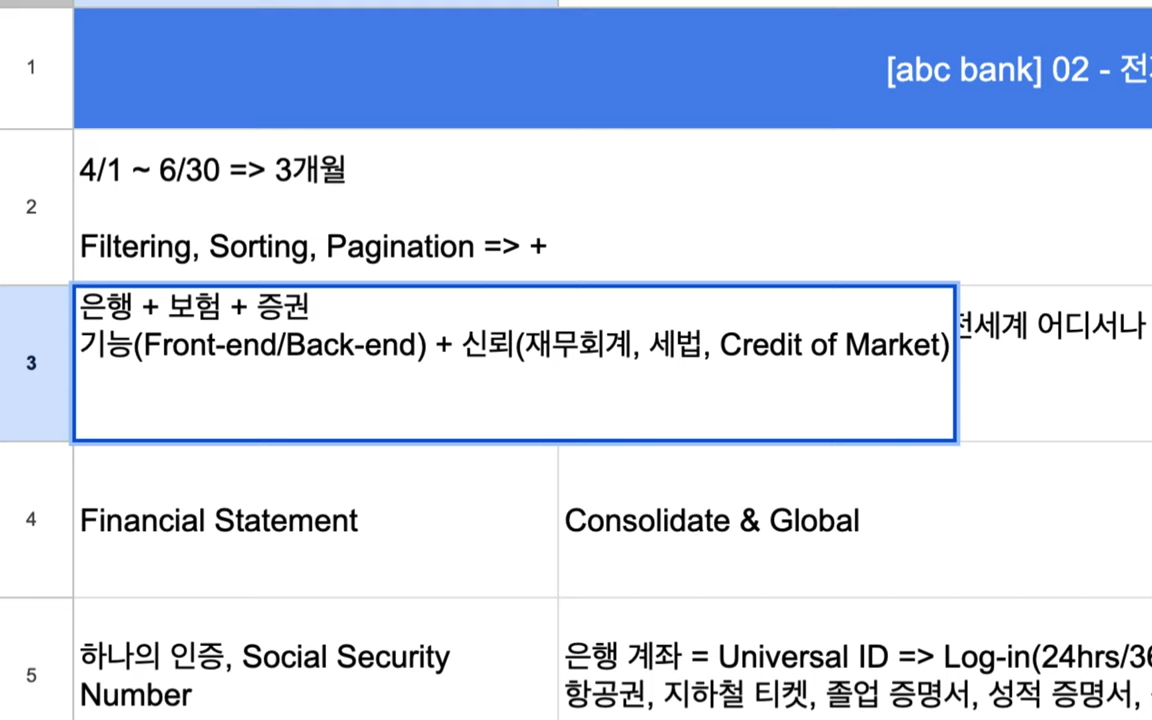 1
[abc bank] 02 - 
2
4/1 ~ 6/30 => 3개월
Filtering, Sorting, Pagination => +
3
은행 + 보험 + 증권
기능(Front-end/Back-end) + 신뢰(재무회계, 세법, Credit of Market)
전세계 어디서나
4
Financial Statement
Consolidate & Global
5
하나의 인증, Social Security
Number
은행 계좌 = Universal ID => Log-in(24hrs/36
항공권, 지하철 티켓, 졸업 증명서, 성적 증명서,